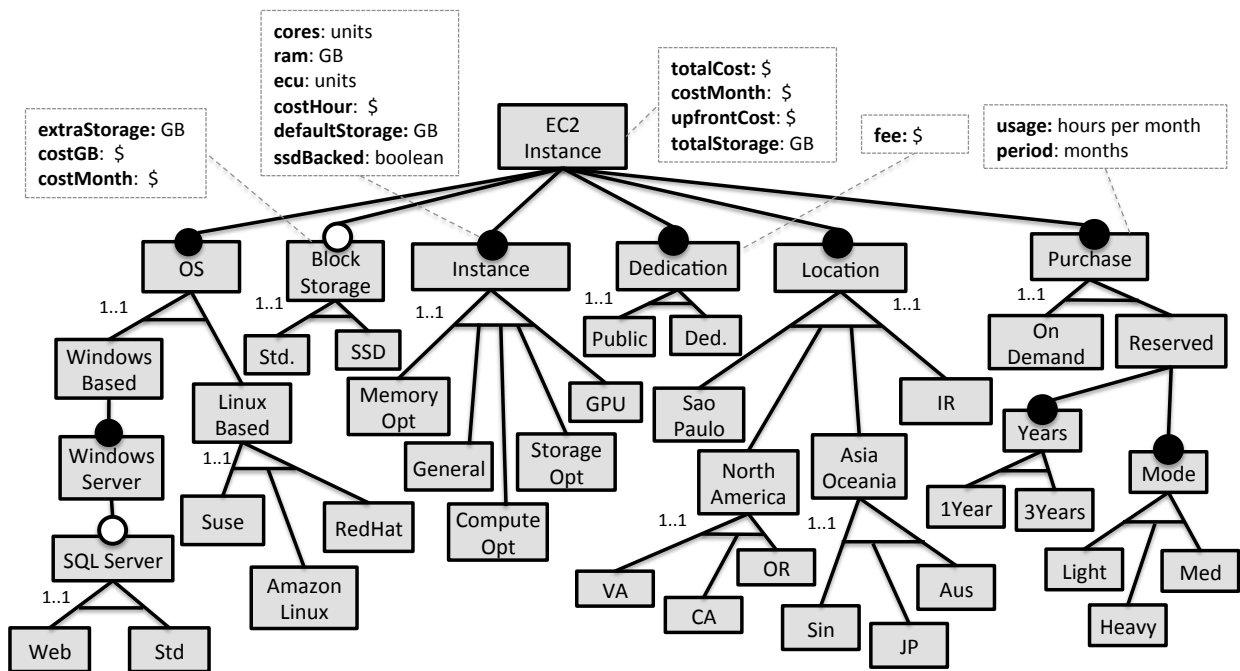 cores: units
ram: GB
ecu: units
costHour:  $
defaultStorage: GB
ssdBacked: boolean
totalCost: $
costMonth:  $
upfrontCost: $
totalStorage: GB
extraStorage: GB
costGB:  $
costMonth:  $
EC2
Instance
fee: $
usage: hours per month
period: months
OS
Block
Storage
Instance
Dedication
Location
Purchase
1..1
1..1
1..1
1..1
1..1
1..1
Windows
Based
Std.
SSD
Public
Ded.
On
Demand
Reserved
Linux
Based
Memory
Opt
GPU
Sao
Paulo
IR
Windows
Server
1..1
General
Storage
Opt
North
America
Asia
Oceania
Years
Mode
Suse
RedHat
Compute
Opt
1..1
1..1
1Year
3Years
SQL Server
1..1
Amazon
Linux
VA
CA
OR
Sin
JP
Aus
Light
Heavy
Med
Web
Std